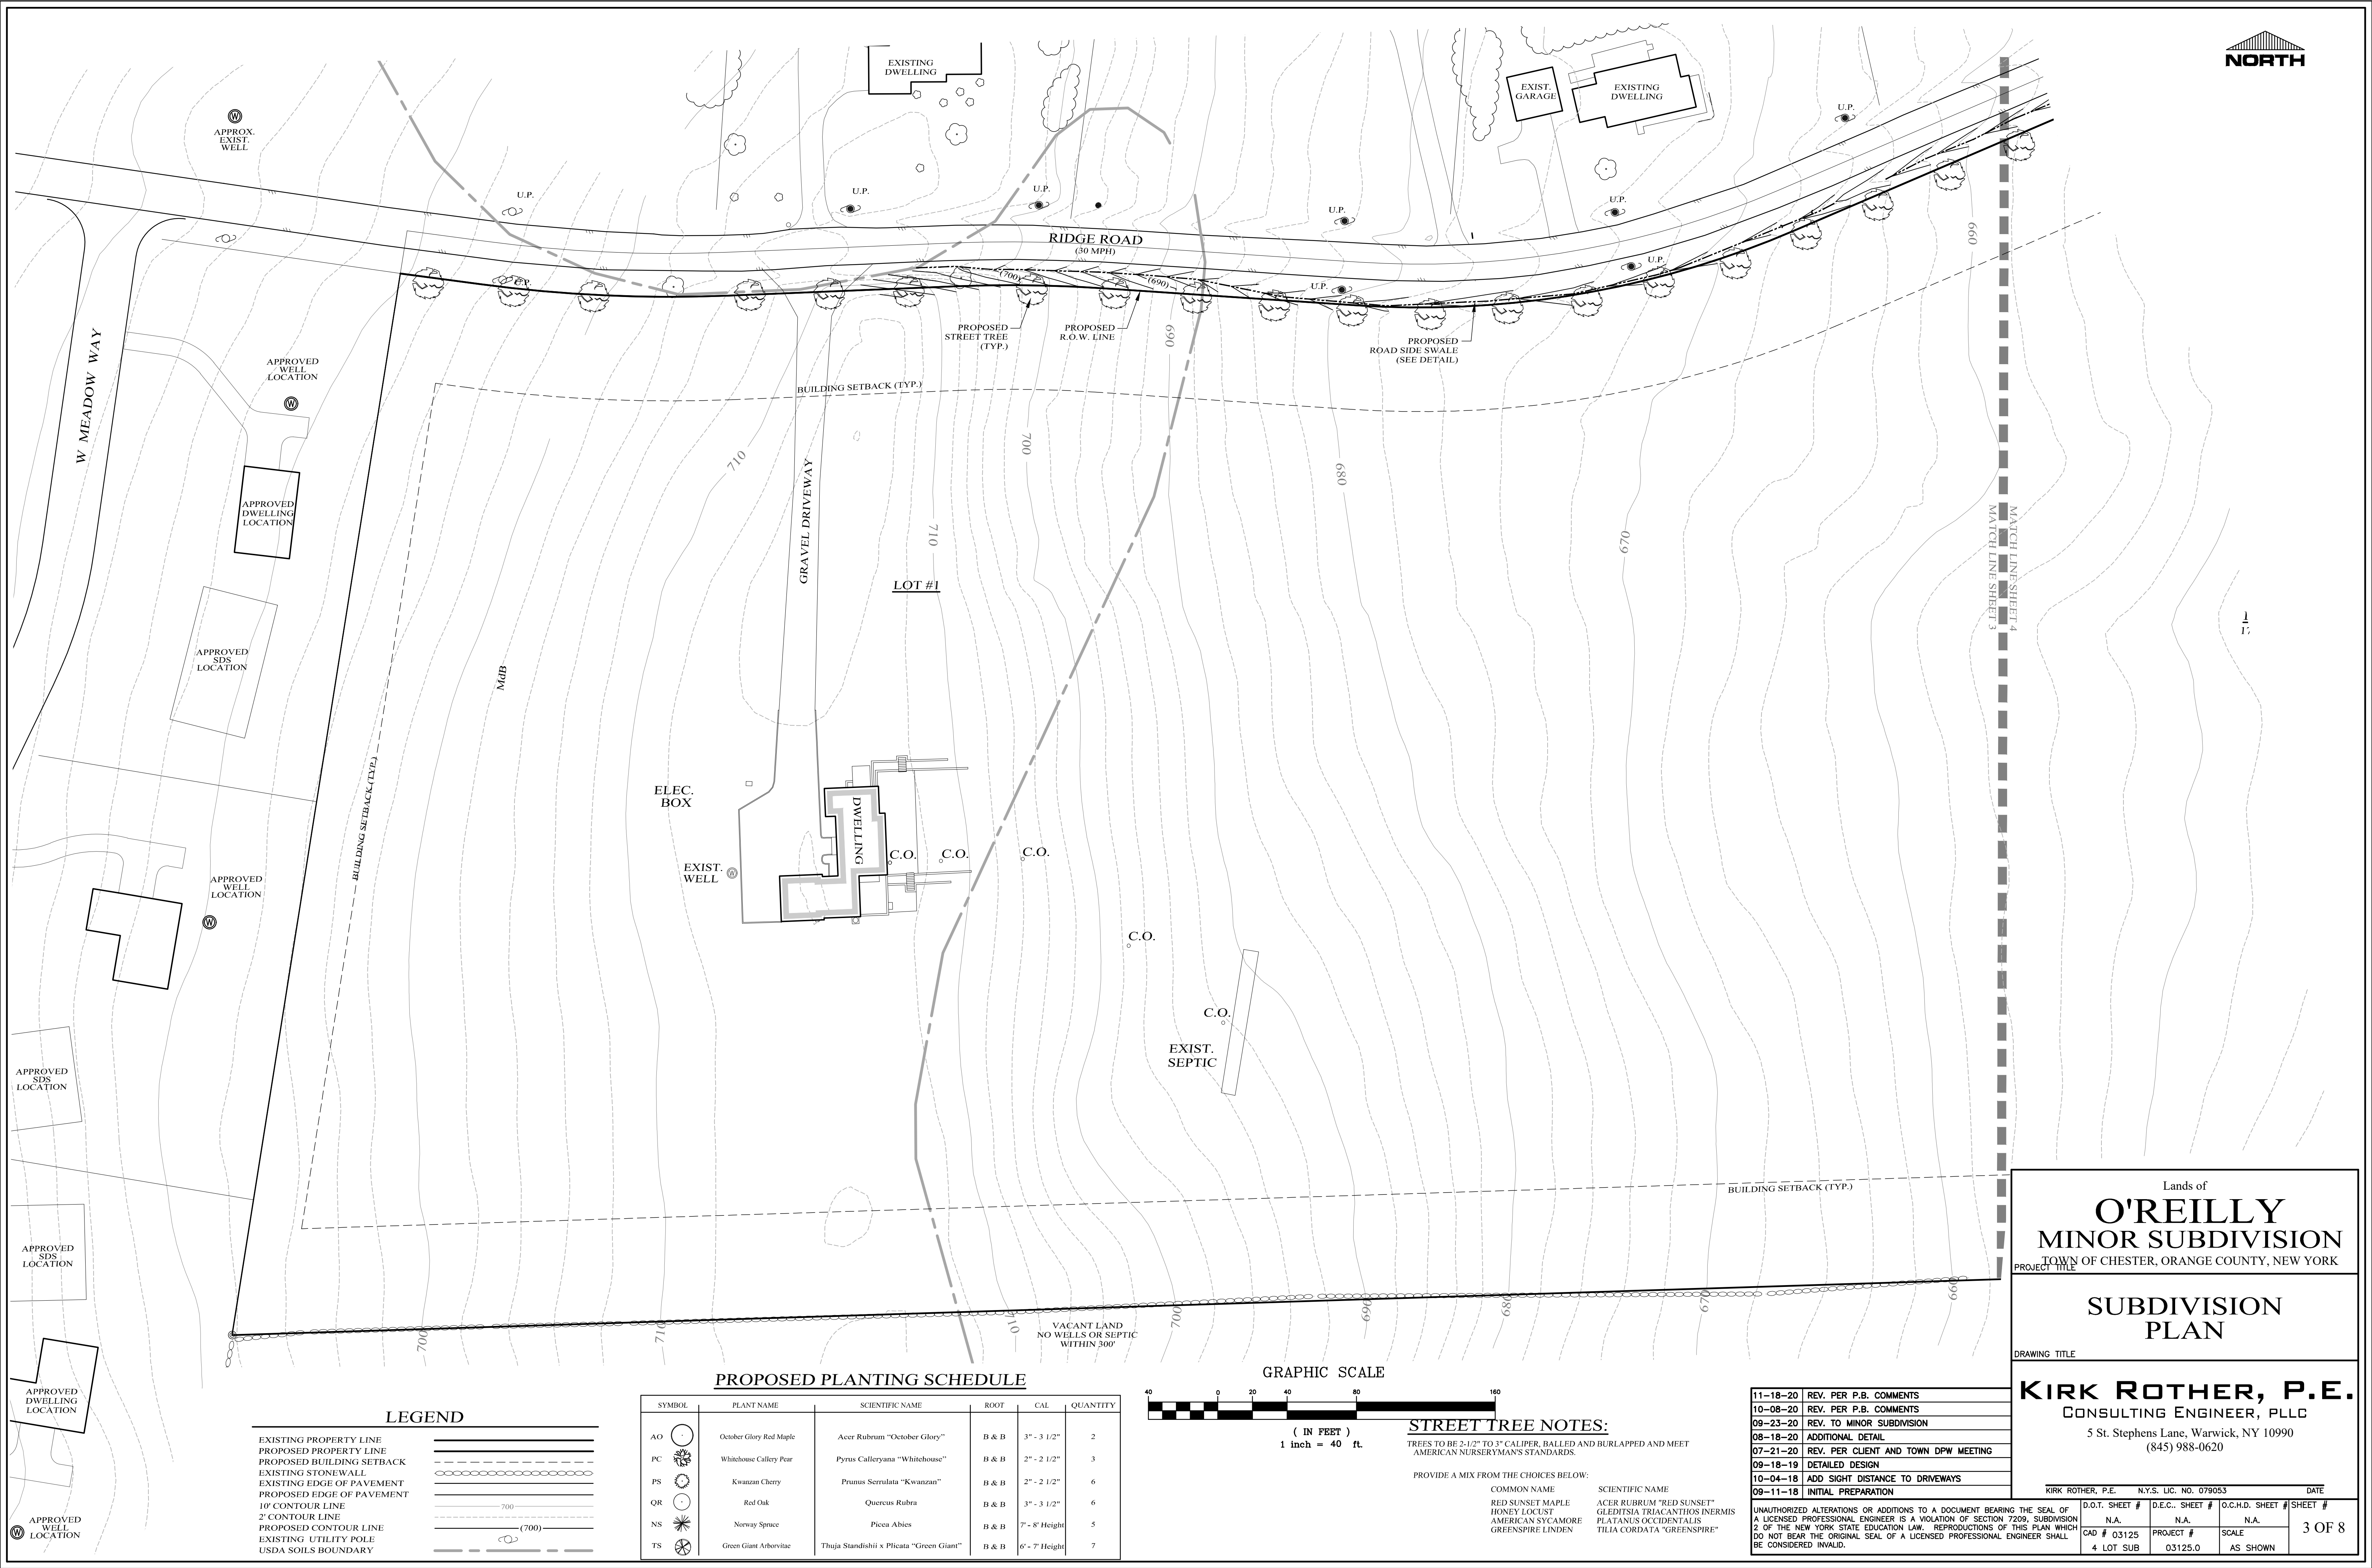 NORTH
EXISTING
DWELLING
EXIST.
GARAGE
EXISTING
DWELLING
U.P.
APPROX.
EXIST.
WELL
W
U.P.
U.P.
U.P.
U.P.
U.P.
RIDGE ROAD
(30 MPH)
U.P.
U.P.
U.P.
(700)
(690)
660
PROPOSED
STREET TREE
(TYP.)
PROPOSED
R.O.W. LINE
690
PROPOSED
ROAD SIDE SWALE
(SEE DETAIL)
W MEADOW WAY
APPROVED
WELL
LOCATION
W
BUILDING SETBACK (TYP.)
710
700
680
GRAVEL DRIVEWAY
710
670
APPROVED
DWELLING
LOCATION
MATCH LINE SHEET 3
MATCH LINE SHEET 4
LOT #1
APPROVED
SDS
LOCATION
MdB
BUILDING SETBACK (TYP.)
ELEC.
BOX
DWELLING
C.O.
C.O.
C.O.
EXIST.
WELL
W
APPROVED
WELL
LOCATION
W
C.O.
C.O.
EXIST.
SEPTIC
APPROVED
SDS
LOCATION
BUILDING SETBACK (TYP.)
APPROVED
SDS
LOCATION
700
710
710
700
690
680
670
660
VACANT LAND
NO WELLS OR SEPTIC
WITHIN 300'
APPROVED
DWELLING
LOCATION
APPROVED
WELL
LOCATION
W
LEGEND
EXISTING PROPERTY LINE
PROPOSED PROPERTY LINE
PROPOSED BUILDING SETBACK
EXISTING STONEWALL
EXISTING EDGE OF PAVEMENT
PROPOSED EDGE OF PAVEMENT
10' CONTOUR LINE 700
2' CONTOUR LINE
PROPOSED CONTOUR LINE (700)
EXISTING UTILITY POLE
USDA SOILS BOUNDARY
PROPOSED PLANTING SCHEDULE
SYMBOL PLANT NAME SCIENTIFIC NAME ROOT CAL QUANTITY
AO October Glory Red Maple Acer Rubrum “October Glory” B & B 3" - 3 1/2" 2
PC Whitehouse Callery Pear Pyrus Calleryana “Whitehouse” B & B 2" - 2 1/2" 3
PS Kwanzan Cherry Prunus Serrulata “Kwanzan” B & B 2" - 2 1/2" 6
QR Red Oak Quercus Rubra B & B 3" - 3 1/2" 6
NS Norway Spruce Picea Abies B & B 7' - 8' Height 5
TS Green Giant Arborvitae Thuja Standishii x Plicata “Green Giant” B & B 6' - 7' Height 7
GRAPHIC SCALE
40 0 20 40 80 160
( IN FEET )
1 inch = 40 ft.
STREET TREE NOTES:
TREES TO BE 2-1/2" TO 3" CALIPER, BALLED AND BURLAPPED AND MEET
AMERICAN NURSERYMAN'S STANDARDS.
PROVIDE A MIX FROM THE CHOICES BELOW:
COMMON NAME SCIENTIFIC NAME
RED SUNSET MAPLE ACER RUBRUM "RED SUNSET"
HONEY LOCUST GLEDITSIA TRIACANTHOS INERMIS
AMERICAN SYCAMORE PLATANUS OCCIDENTALIS
GREENSPIRE LINDEN TILIA CORDATA "GREENSPIRE"
11-18-20 REV. PER P.B. COMMENTS
10-08-20 REV. PER P.B. COMMENTS
09-23-20 REV. TO MINOR SUBDIVISION
08-18-20 ADDITIONAL DETAIL
07-21-20 REV. PER CLIENT AND TOWN DPW MEETING
09-18-19 DETAILED DESIGN
10-04-18 ADD SIGHT DISTANCE TO DRIVEWAYS
09-11-18 INITIAL PREPARATION
UNAUTHORIZED ALTERATIONS OR ADDITIONS TO A DOCUMENT BEARING THE SEAL OF
A LICENSED PROFESSIONAL ENGINEER IS A VIOLATION OF SECTION 7209, SUBDIVISION
2 OF THE NEW YORK STATE EDUCATION LAW. REPRODUCTIONS OF THIS PLAN WHICH
DO NOT BEAR THE ORIGINAL SEAL OF A LICENSED PROFESSIONAL ENGINEER SHALL
BE CONSIDERED INVALID.
Lands of
O'REILLY
MINOR SUBDIVISION
TOWN OF CHESTER, ORANGE COUNTY, NEW YORK
PROJECT TITLE
SUBDIVISION
PLAN
DRAWING TITLE
KIRK ROTHER, P.E.
CONSULTING ENGINEER, PLLC
5 St. Stephens Lane, Warwick, NY 10990
(845) 988-0620
KIRK ROTHER, P.E. N.Y.S. LIC. NO. 079053 DATE
D.O.T. SHEET # D.E.C.. SHEET # O.C.H.D. SHEET # SHEET #
N.A. N.A. N.A. 3 OF 8
CAD # 03125 PROJECT # SCALE
4 LOT SUB 03125.0 AS SHOWN